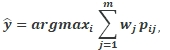 ŷ = argmaxᵢ ∑ⱼ₌₁ᵐ wⱼ pᵢⱼ,